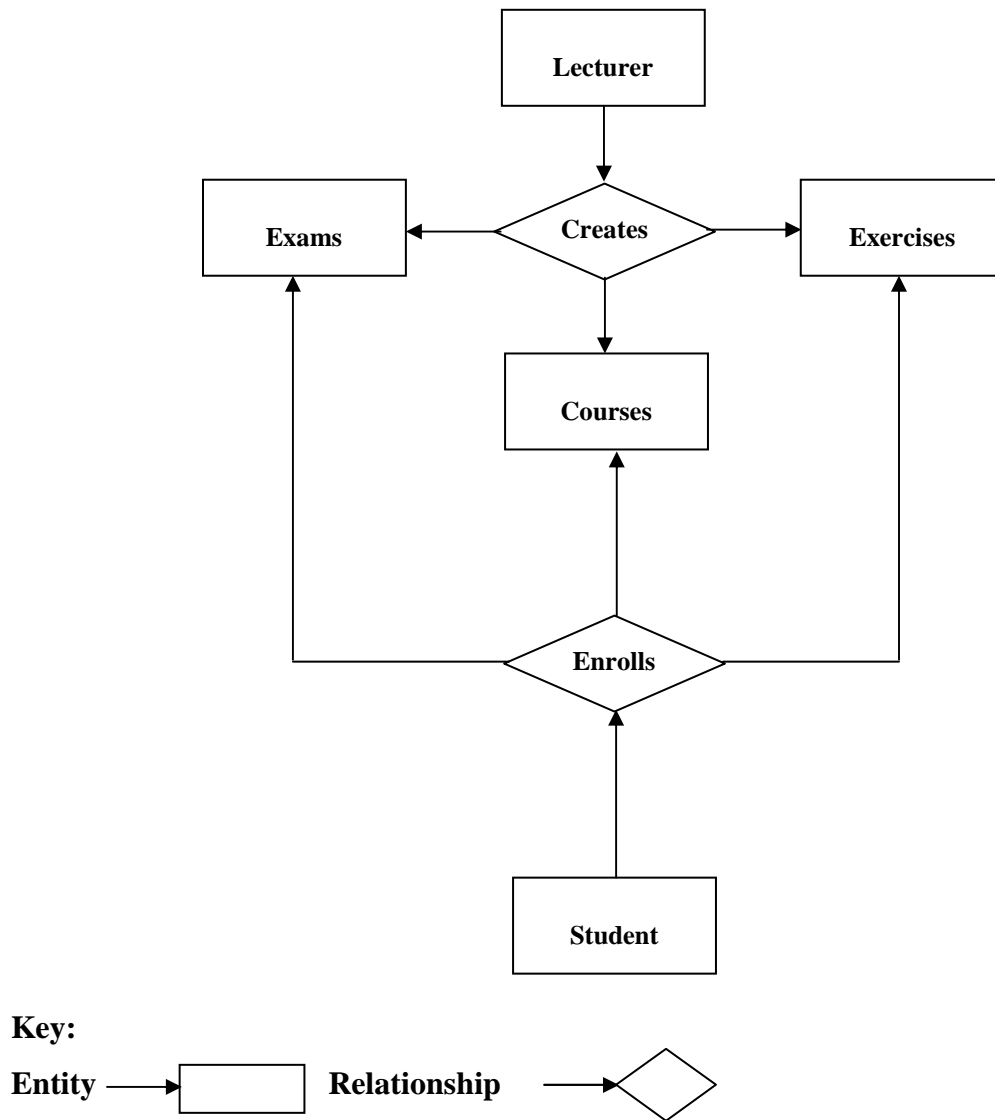 Lecturer
Exams
Creates
Exercises
Courses
Enrolls
Student
Key:
Entity
Relationship